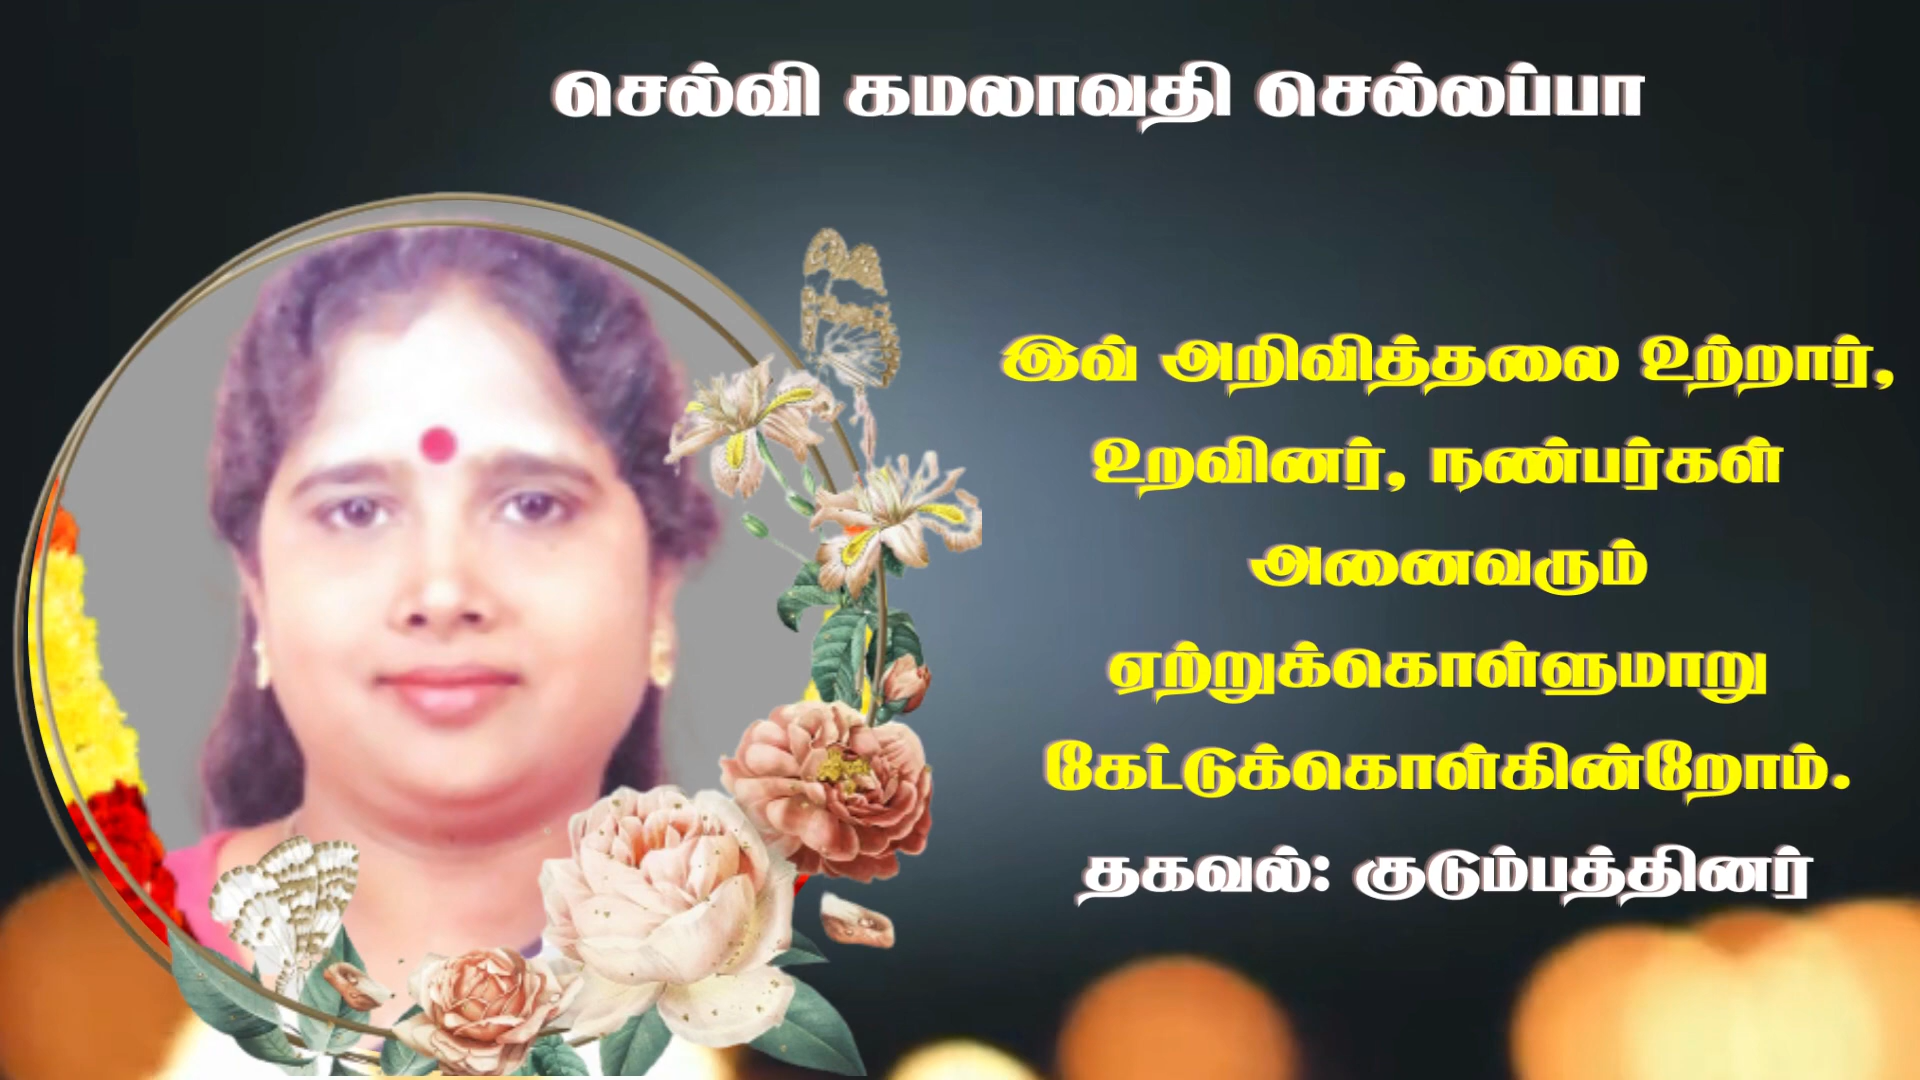 செல்வி கமலாவதி செல்லப்பா
இவ் அறிவித்தலை உற்றார்,
உறவினர், நண்பர்கள்
அனைவரும்
ஏற்றுக்கொள்ளுமாறு
கேட்டுக்கொள்கின்றோம்.
தகவல்: குடும்பத்தினர்